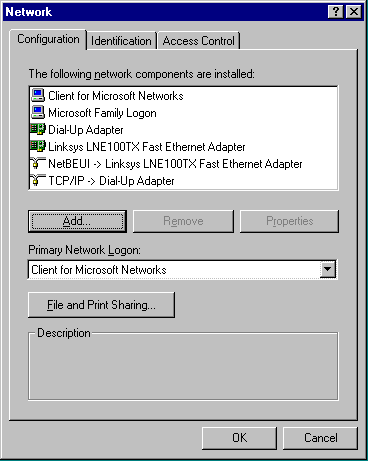 Network
Configuration Identification Access Control
The following network components are installed:
Client for Microsoft Networks
Microsoft Family Logon
Dial-Up Adapter
Linksys LNE100TX Fast Ethernet Adapter
NetBEUI -> Linksys LNE100TX Fast Ethernet Adapter
TCP/IP -> Dial-Up Adapter
Add... Remove Properties
Primary Network Logon:
Client for Microsoft Networks
File and Print Sharing...
Description
OK Cancel